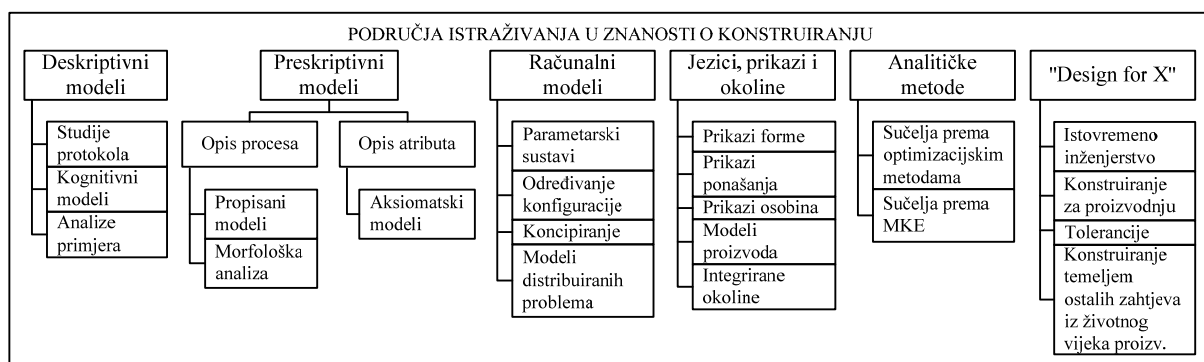 PODRUČJA ISTRAŽIVANJA U ZNANOSTI O KONSTRUIRANJU
Deskriptivni
modeli
Studije
protokola
Kognitivni
modeli
Analize
primjera
Preskriptivni
modeli
Opis procesa
Propisani
modeli
Morfološka
analiza
Opis atributa
Aksiomatski
modeli
Računalni
modeli
Parametarski
sustavi
Određivanje
konfiguracije
Koncipiranje
Modeli
distribuiranih
problema
Jezici, prikazi i
okoline
Prikazi forme
Prikazi
ponašanja
Prikazi osobina
Modeli
proizvoda
Integrirane
okoline
Analitičke
metode
Sučelja prema
optimizacijskim
metodama
Sučelja prema
MKE
"Design for X"
Istovremeno
inženjerstvo
Konstruiranje
za proizvodnju
Tolerancije
Konstruiranje
temeljem
ostalih zahtjeva
iz životnog
vijeka proizv.